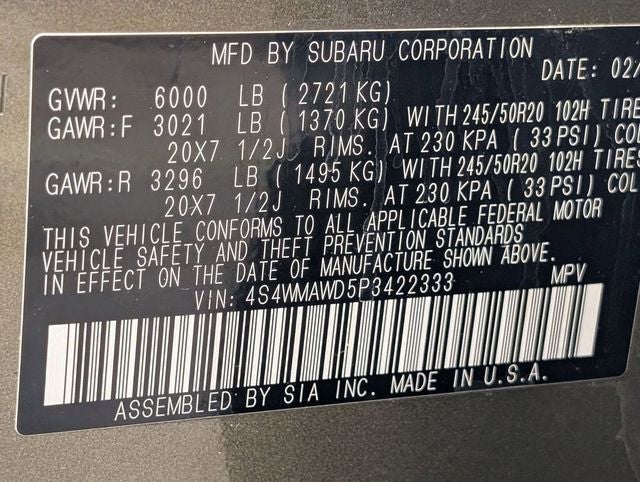 MFD BY SUBARU CORPORATION
DATE: 02/
GVWR: 6000 LB ( 2721 KG)
GAWR:F 3021 LB ( 1370 KG) WITH 245/50R20 102H TIRE
20X7 1/2J RIMS. AT 230 KPA ( 33 PSI) COL
GAWR:R 3296 LB ( 1495 KG) WITH 245/50R20 102H TIRES
20X7 1/2J RIMS. AT 230 KPA ( 33 PSI) COL
THIS VEHICLE CONFORMS TO ALL APPLICABLE FEDERAL MOTOR
VEHICLE SAFETY AND THEFT PREVENTION STANDARDS
IN EFFECT ON THE DATE OF MANUFACTURE SHOWN ABOVE.
VIN: 4S4WMAWD5P3422333 MPV
ASSEMBLED BY SIA INC. MADE IN U.S.A.